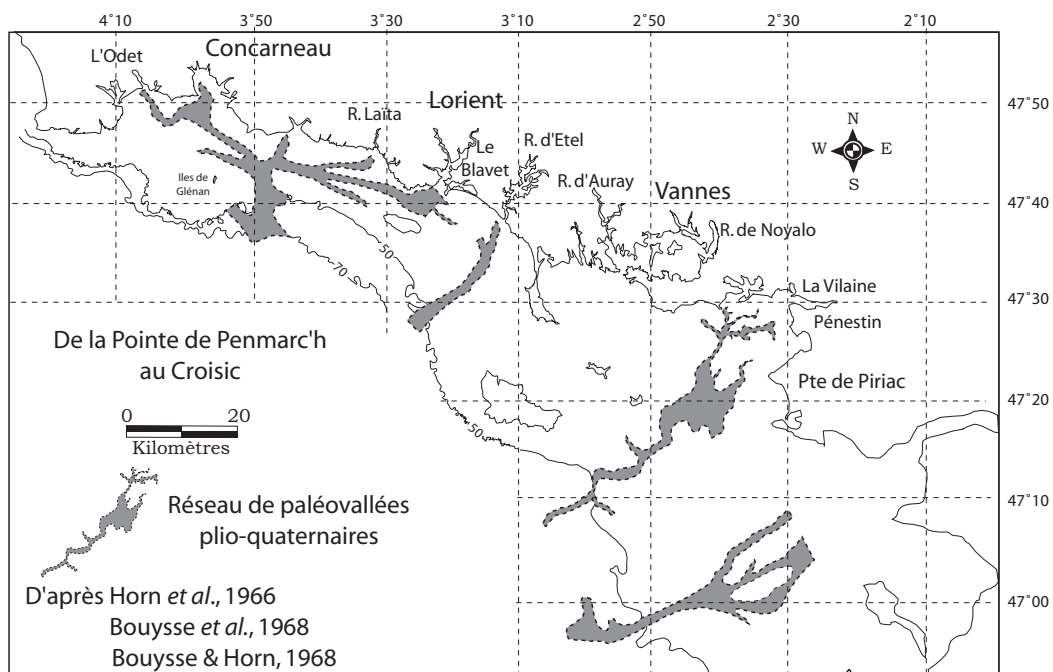 4°10 3°50 3°30 3°10 2°50 2°30 2°10
L'Odet
Concarneau
47°50
Lorient
R. Laïta
R. d'Etel
Le
Blavet
N
W E
S
Iles de
Glénan
R. d'Auray
Vannes
47°40
R. de Noyalo
50
70
La Vilaine
47°30
Pénestin
De la Pointe de Penmarc'h
au Croisic
Pte de Piriac
0 20
Kilomètres
47°20
50
Réseau de paléovallées
plio-quaternaires
47°10
D'après Horn et al., 1966
Bouysse et al., 1968
Bouysse & Horn, 1968
47°00